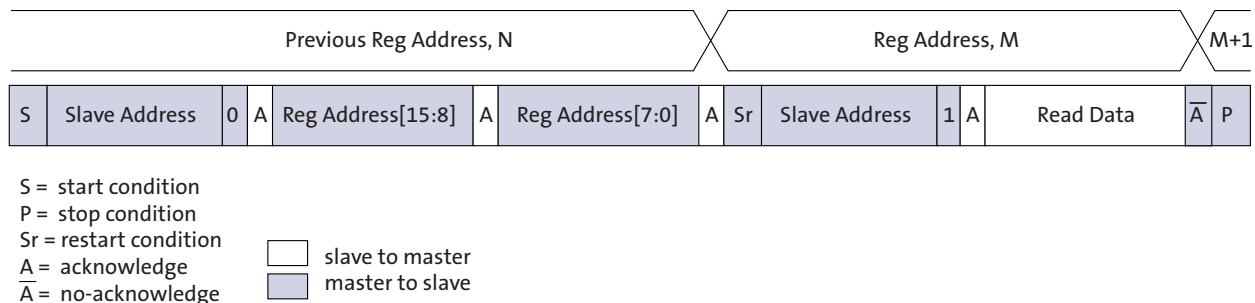 Previous Reg Address, N Reg Address, M M+1
S Slave Address 0 A Reg Address[15:8] A Reg Address[7:0] A Sr Slave Address 1 A Read Data A̅ P
S = start condition
P = stop condition
Sr = restart condition
A = acknowledge
A̅ = no-acknowledge
slave to master
master to slave